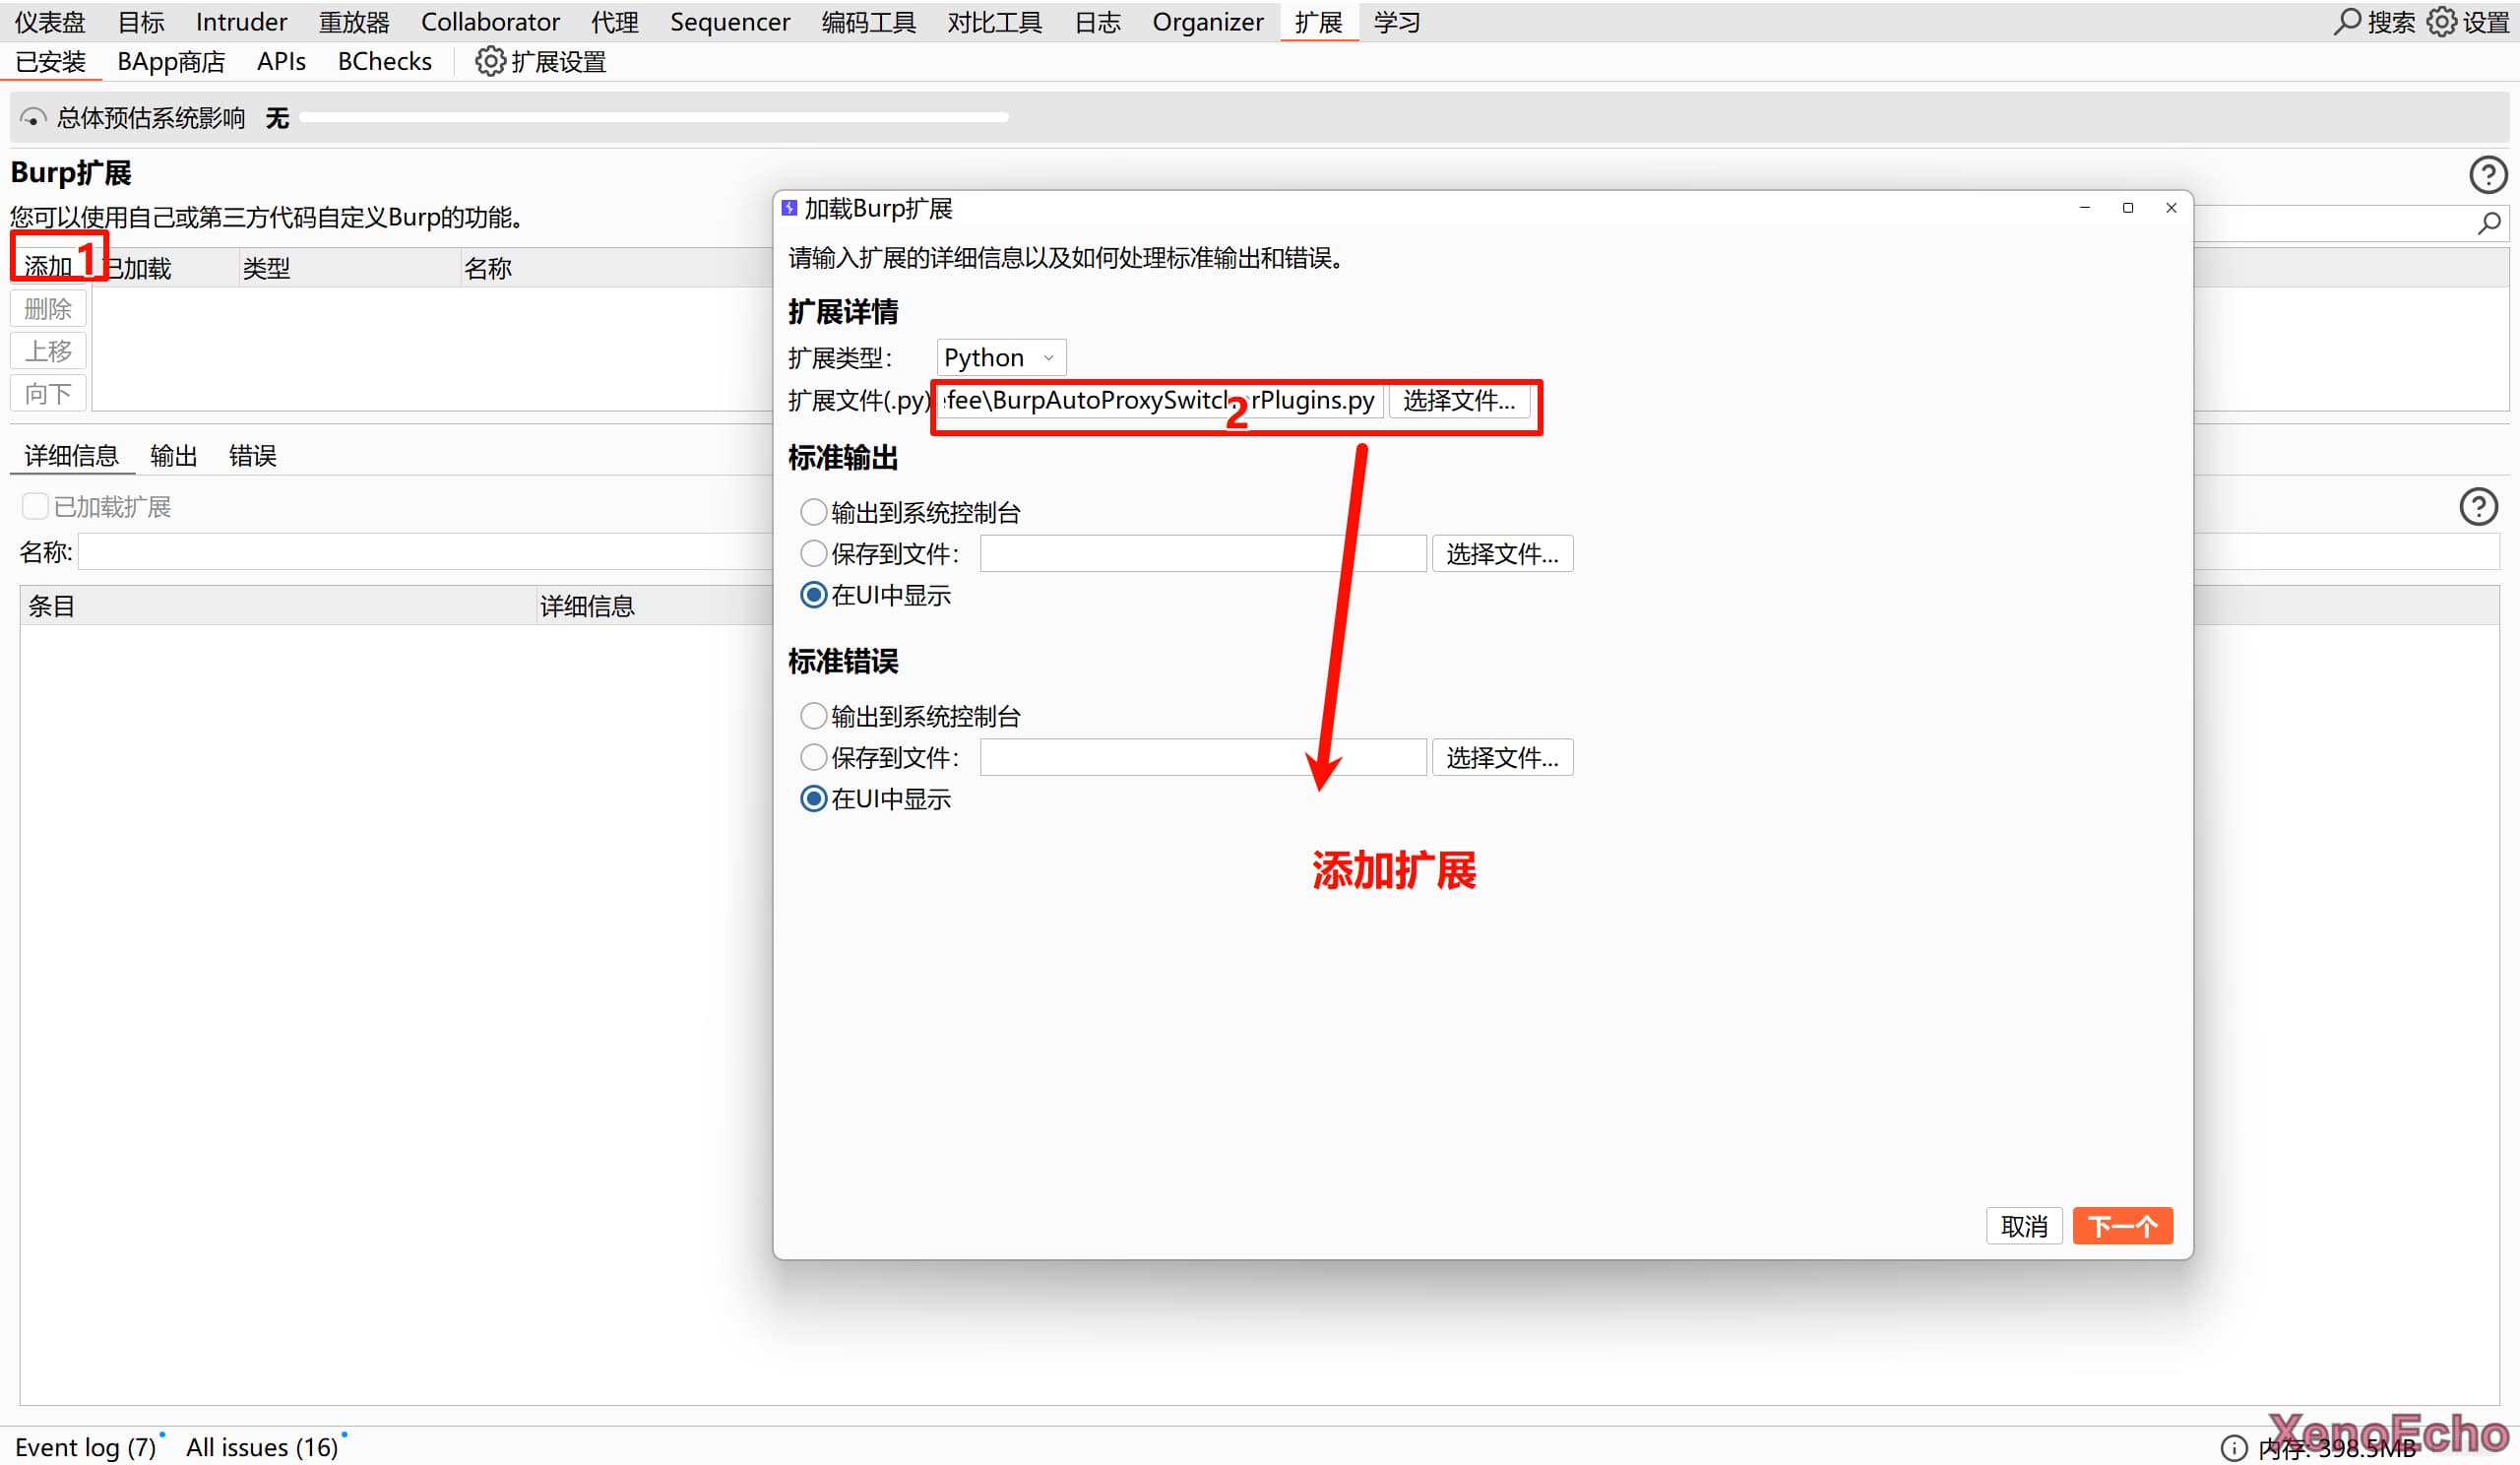 仪表盘 目标 Intruder 重放器 Collaborator 代理 Sequencer 编码工具 对比工具 日志 Organizer 扩展 学习 搜索 设置
已安装 BApp商店 APIs BChecks 扩展设置
总体预估系统影响 无
Burp扩展
您可以使用自己或第三方代码自定义Burp的功能。
添加 1 已加载 类型 名称
删除
上移
向下
详细信息 输出 错误
已加载扩展
名称:
条目 详细信息
加载Burp扩展
请输入扩展的详细信息以及如何处理标准输出和错误。
扩展详情
扩展类型: Python
扩展文件(.py) efee\BurpAutoProxySwitcherPlugins.py 选择文件...
2
标准输出
输出到系统控制台
保存到文件: 选择文件...
在UI中显示
标准错误
输出到系统控制台
保存到文件: 选择文件...
在UI中显示
添加扩展
取消 下一个
Event log (7) All issues (16) 内存: 398.5MB
XenoEcho